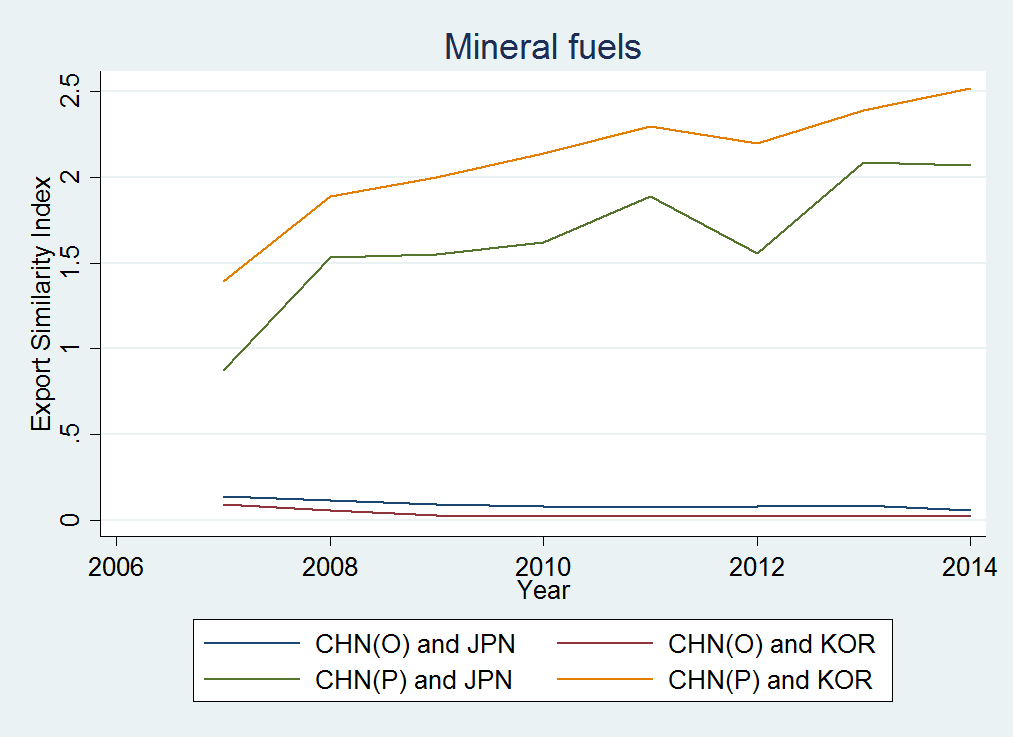 Mineral fuels
Export Similarity Index
2.5
2
1.5
1
.5
0
2006 2008 2010 2012 2014
Year
CHN(O) and JPN CHN(O) and KOR
CHN(P) and JPN CHN(P) and KOR